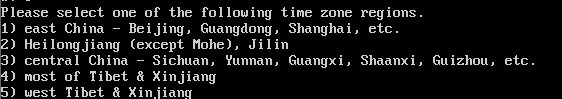 Please select one of the following time zone regions.
1) east China - Beijing, Guangdong, Shanghai, etc.
2) Heilongjiang (except Mohe), Jilin
3) central China - Sichuan, Yunnan, Guangxi, Shaanxi, Guizhou, etc.
4) most of Tibet & Xinjiang
5) west Tibet & Xinjiang